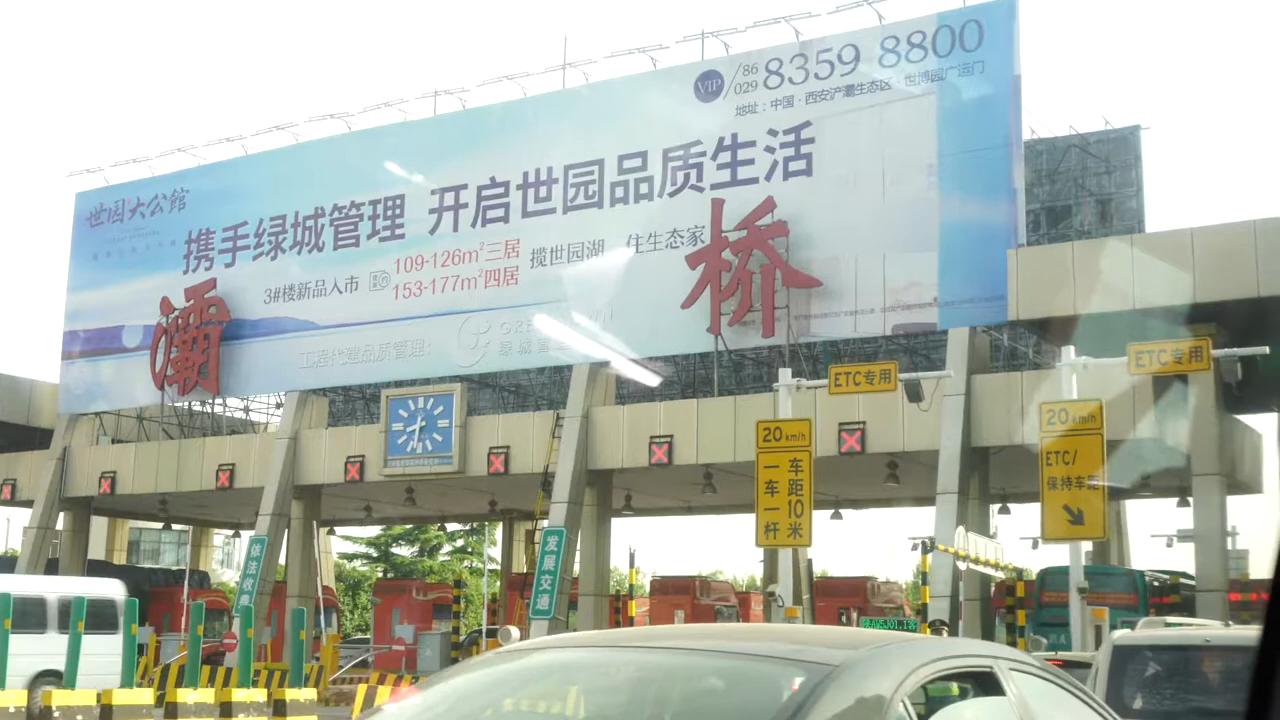 VIP /86 029 8359 8800
地址：中国·西安浐灞生态区·世博园广运门
世园大公館
携手绿城管理 开启世园品质生活
3#楼新品入市 109-126m²三居 揽世园湖 住生态家
153-177m²四居
工程代建品质管理：
灞桥
ETC专用
ETC专用
20km/h
车距10米
一车一杆
20km/h
ETC/
保持车距
依法收费
发展交通